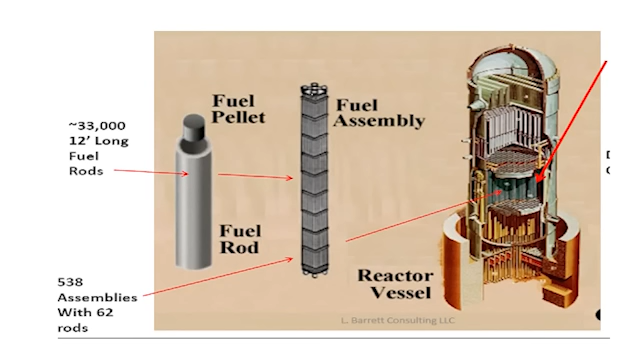 ~33,000
12' Long
Fuel
Rods
Fuel
Pellet
Fuel
Assembly
Fuel
Rod
538
Assemblies
With 62
rods
Reactor
Vessel
L. Barrett Consulting LLC